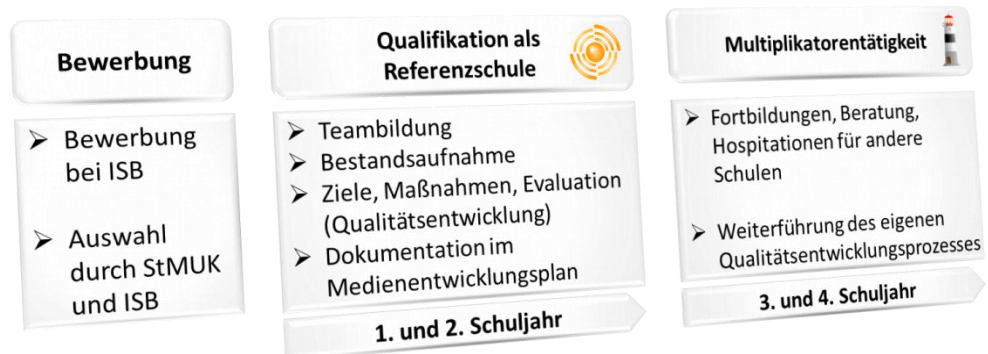 Bewerbung
Bewerbung
bei ISB
Auswahl
durch StMUK
und ISB
Qualifikation als
Referenzschule
Teambildung
Bestandsaufnahme
Ziele, Maßnahmen, Evaluation
(Qualitätsentwicklung)
Dokumentation im
Medienentwicklungsplan
1. und 2. Schuljahr
Multiplikatorentätigkeit
Fortbildungen, Beratung,
Hospitationen für andere
Schulen
Weiterführung des eigenen
Qualitätsentwicklungsprozesses
3. und 4. Schuljahr